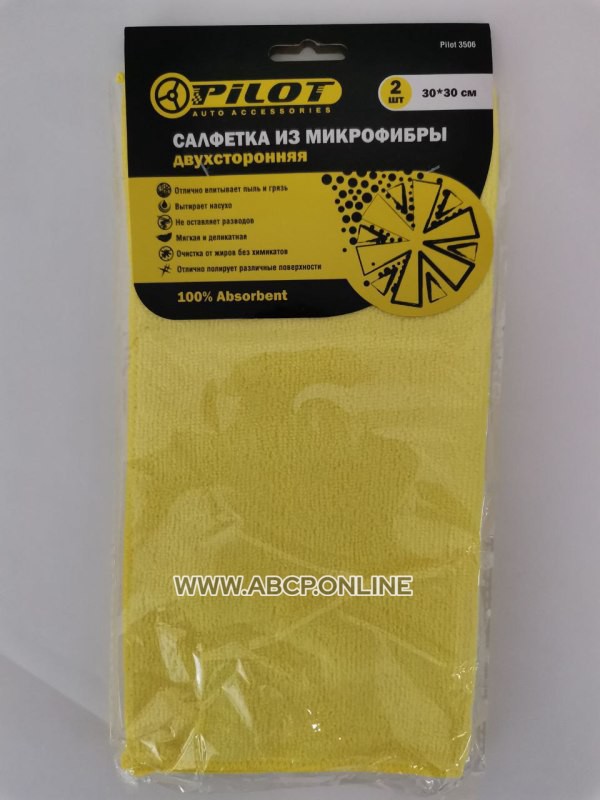 Pilot 3506
PiLOT
AUTO ACCESSORIES
2 ШТ
30*30 см
САЛФЕТКА ИЗ МИКРОФИБРЫ
двухсторонняя
Отлично впитывает пыль и грязь
Вытирает насухо
Не оставляет разводов
Мягкая и деликатная
Очистка от жиров без химикатов
Отлично полирует различные поверхности
100% Absorbent
WWW.ABCP.ONLINE